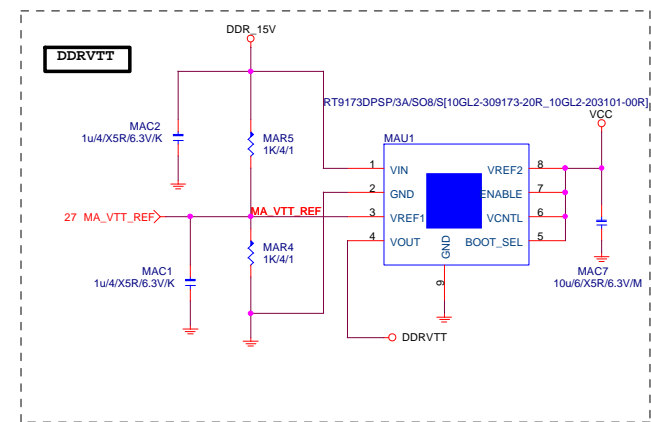 DDRVTT
DDR_15V
RT9173DPSP/3A/SO8/S[10GL2-309173-20R_10GL2-203101-00R]
VCC
MAC2
1u/4/X5R/6.3V/K
MAR5
1K/4/1
MAU1
1 VIN VREF2 8
2 GND ENABLE 7
27 MA_VTT_REF MA_VTT_REF 3 VREF1 VCNTL 6
4 VOUT BOOT_SEL 5
GND
9
MAR4
1K/4/1
MAC1
1u/4/X5R/6.3V/K
MAC7
10u/6/X5R/6.3V/M
DDRVTT